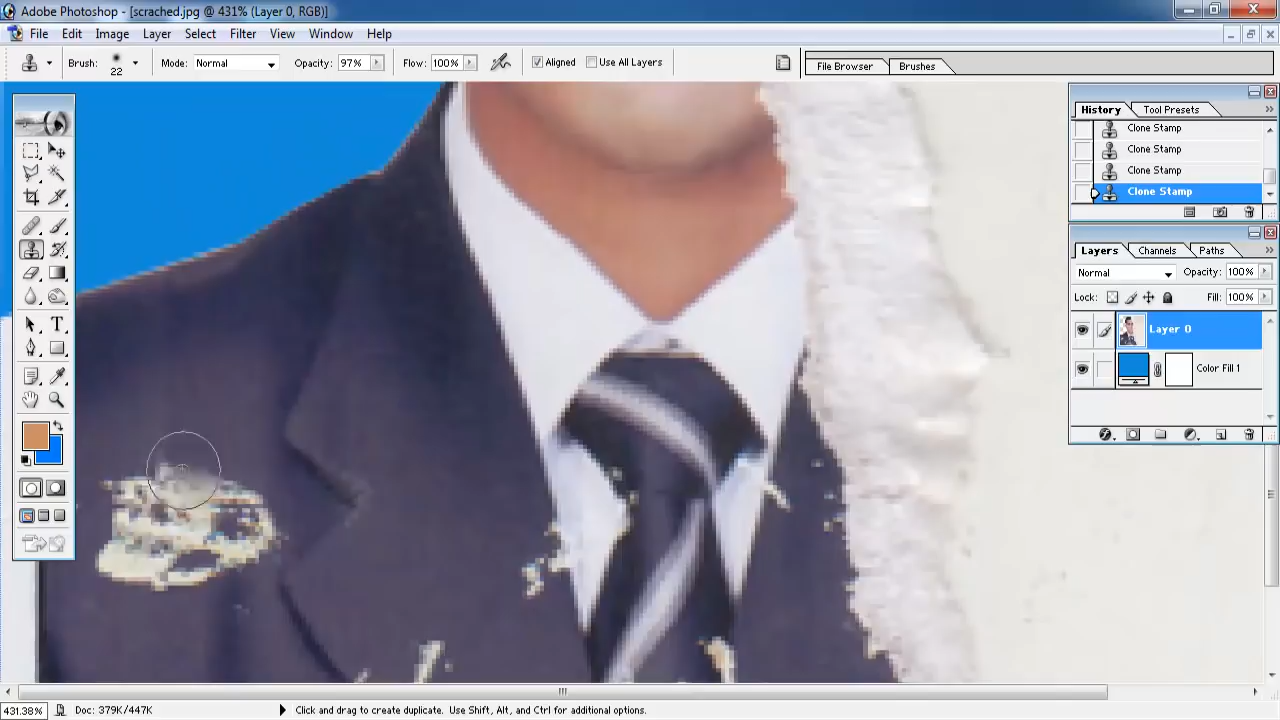 Adobe Photoshop - [scrached.jpg @ 431% (Layer 0, RGB)]
File Edit Image Layer Select Filter View Window Help
Brush: 22 Mode: Normal Opacity: 97% Flow: 100% Aligned Use All Layers File Browser Brushes
History Tool Presets
Clone Stamp
Clone Stamp
Clone Stamp
Clone Stamp
Layers Channels Paths
Normal Opacity: 100%
Lock: Fill: 100%
Layer 0
Color Fill 1
431.38% Doc: 379K/447K Click and drag to create duplicate. Use Shift, Alt, and Ctrl for additional options.